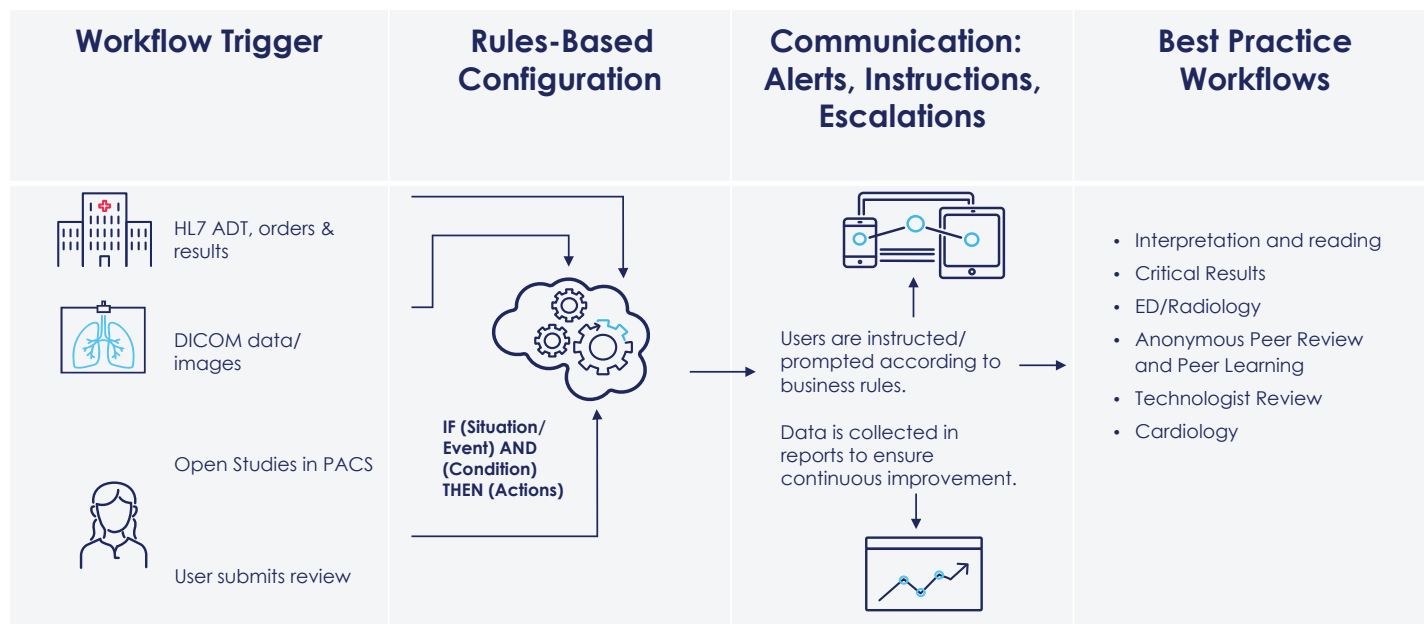 Workflow Trigger
Rules-Based
Configuration
Communication:
Alerts, Instructions,
Escalations
Best Practice
Workflows
HL7 ADT, orders &
results
DICOM data/
images
Open Studies in PACS
User submits review
IF (Situation/
Event) AND
(Condition)
THEN (Actions)
Users are instructed/
prompted according to
business rules.
Data is collected in
reports to ensure
continuous improvement.
• Interpretation and reading
• Critical Results
• ED/Radiology
• Anonymous Peer Review
and Peer Learning
• Technologist Review
• Cardiology